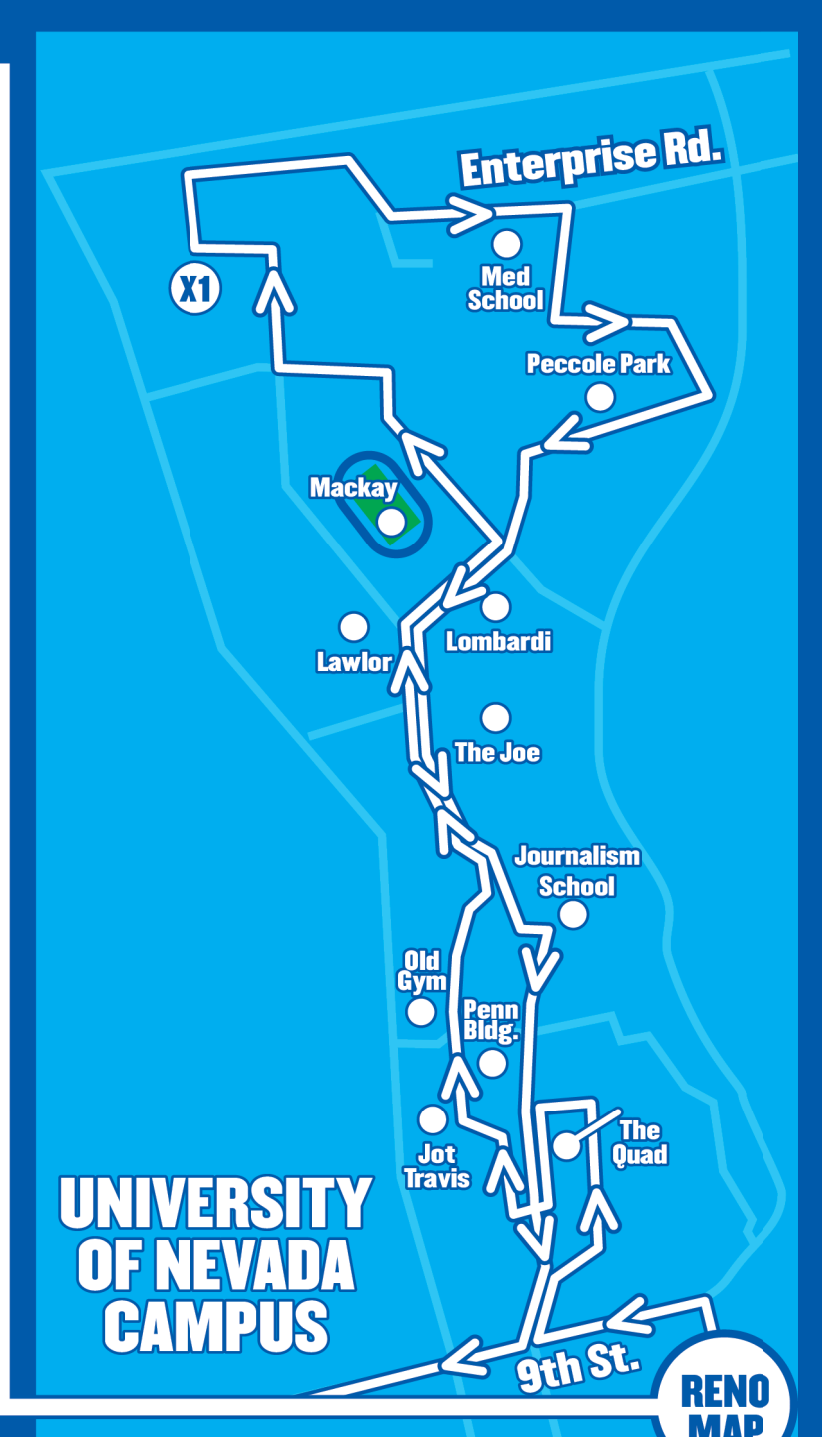 Enterprise Rd.
X1
Med
School
Peccole Park
Mackay
Lombardi
Lawlor
The Joe
Journalism
School
Old
Gym
Penn
Bldg.
The
Quad
Jot
Travis
UNIVERSITY
OF NEVADA
CAMPUS
9th St.
RENO
MAP